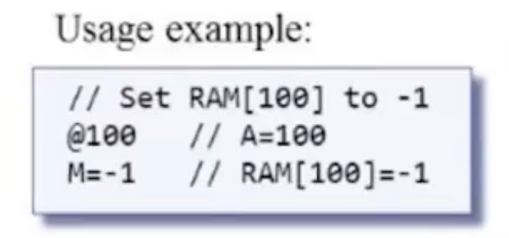 Usage example:
// Set RAM[100] to -1
@100 // A=100
M=-1 // RAM[100]=-1